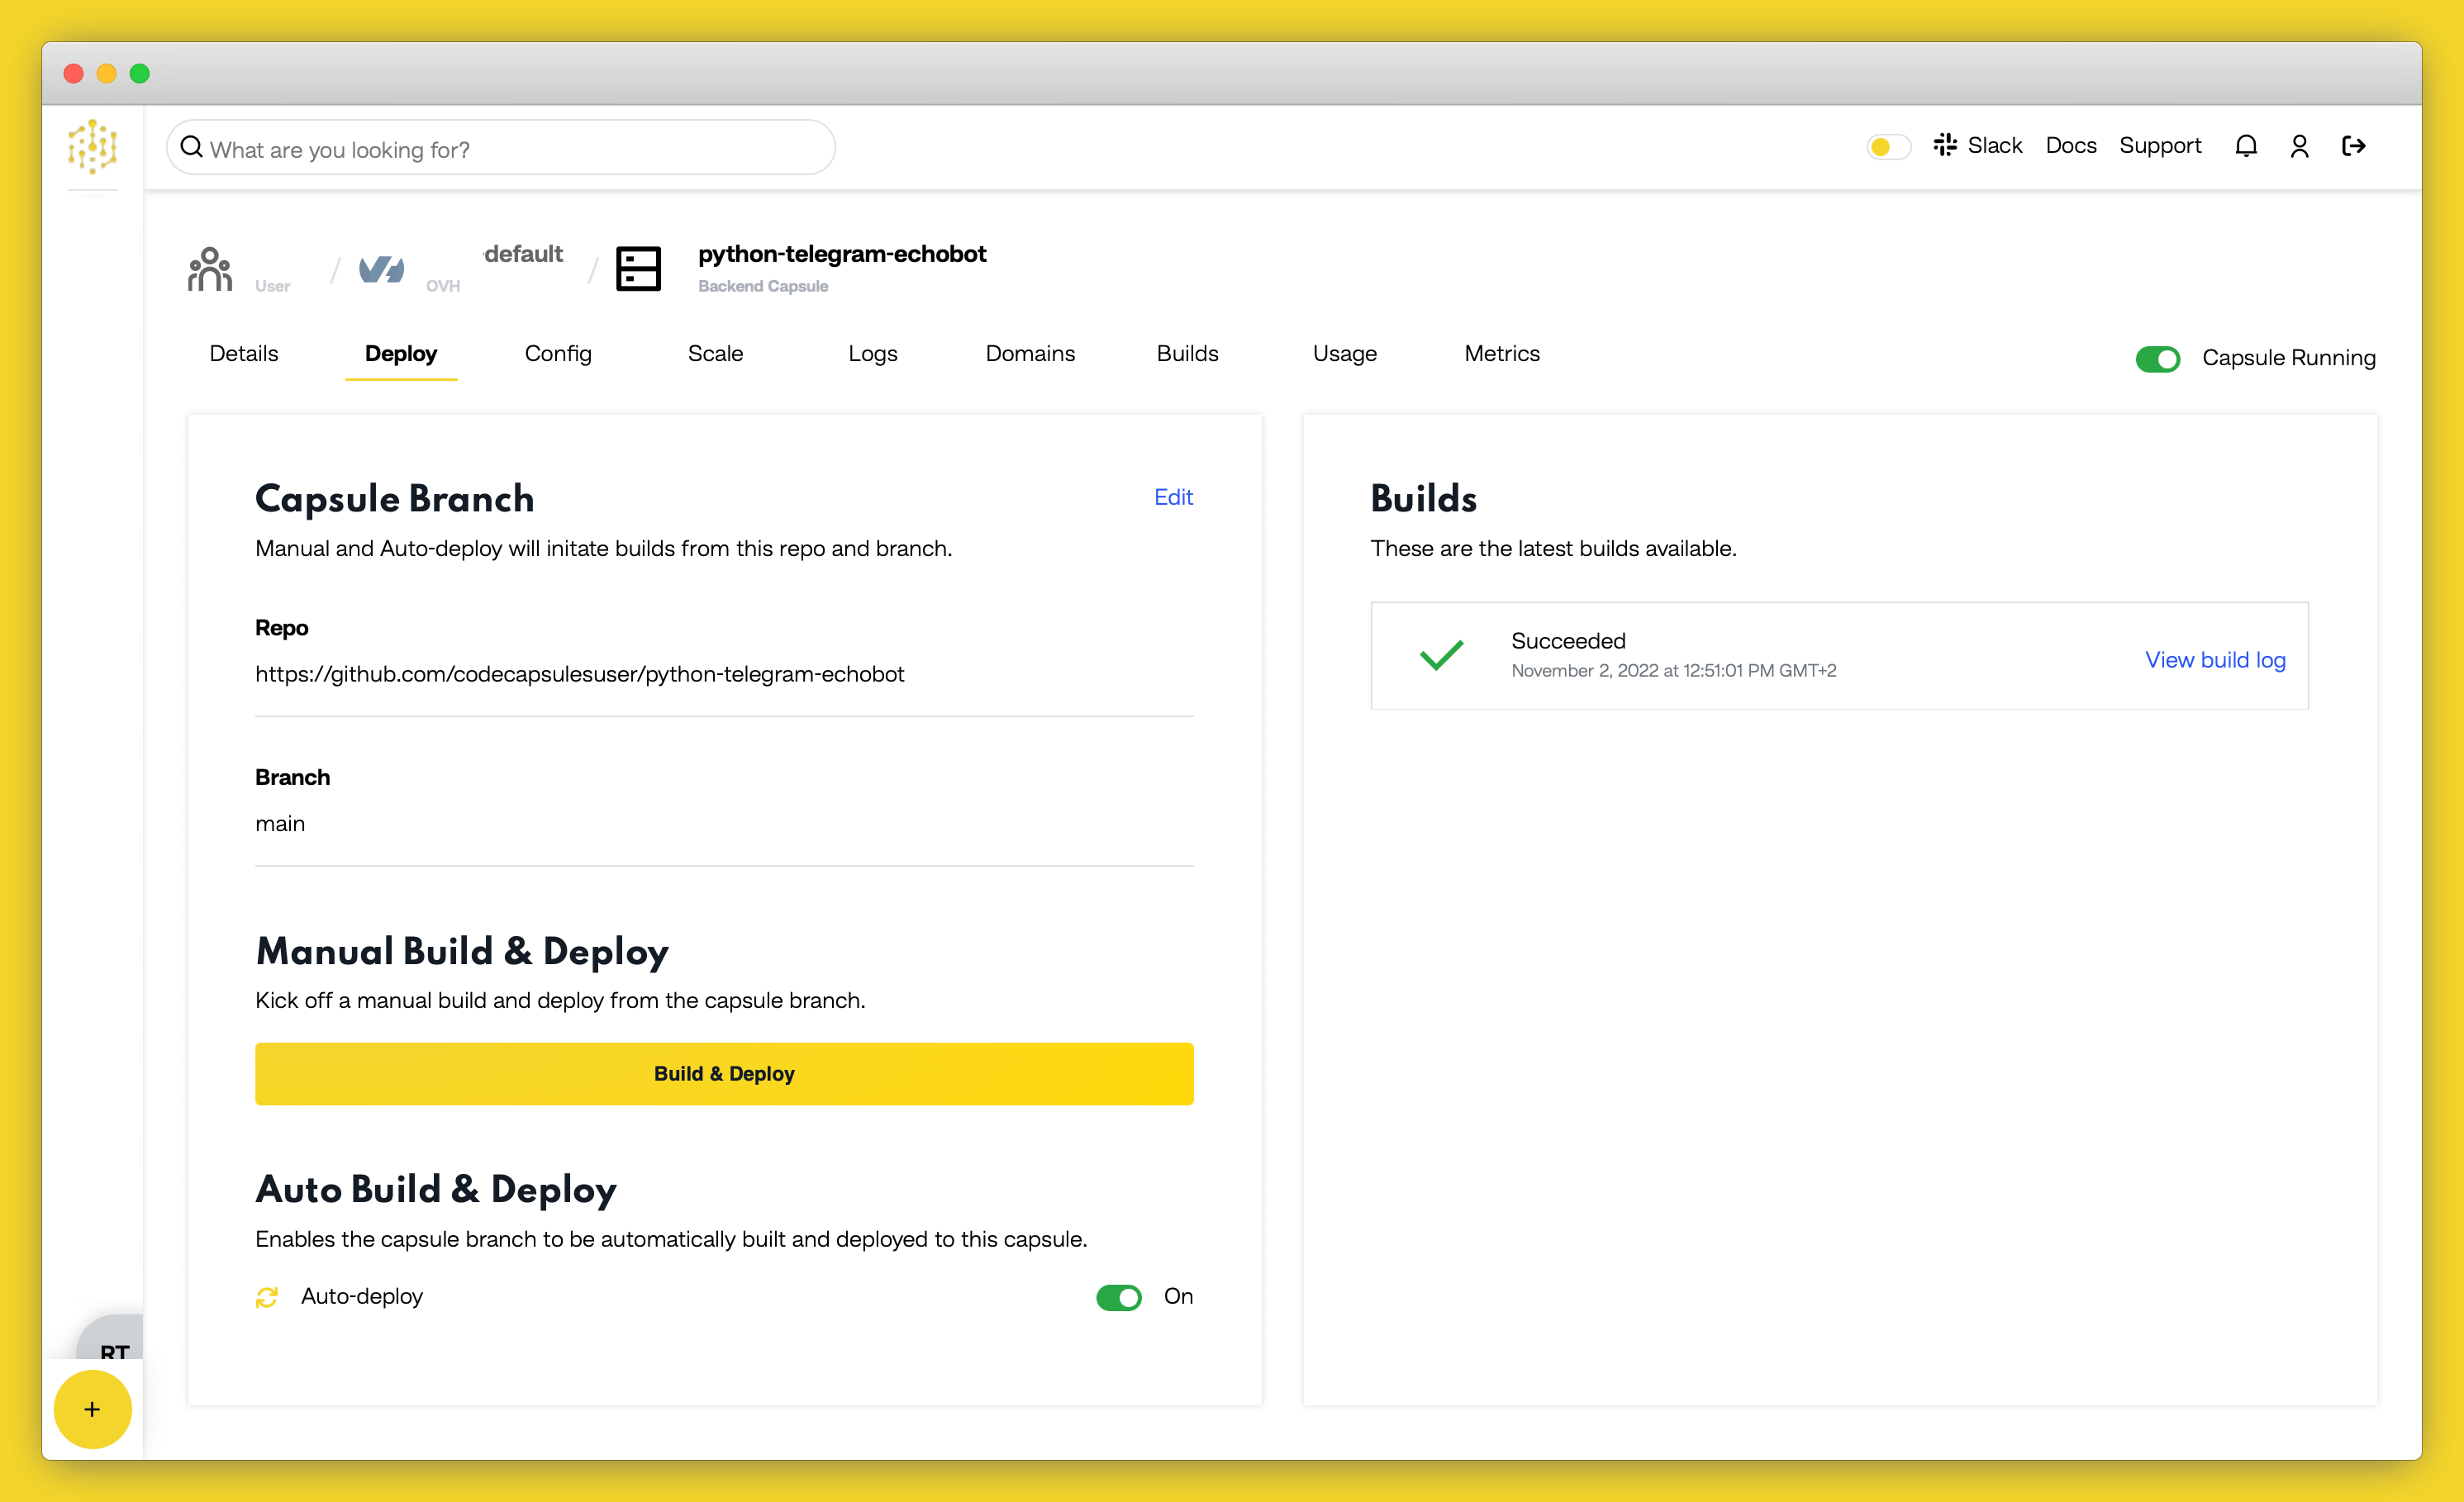 What are you looking for?
Slack Docs Support
User
OVH
default
python-telegram-echobot
Backend Capsule
Details Deploy Config Scale Logs Domains Builds Usage Metrics
Capsule Running
Capsule Branch
Edit
Manual and Auto-deploy will initate builds from this repo and branch.
Repo
https://github.com/codecapsulesuser/python-telegram-echobot
Branch
main
Manual Build & Deploy
Kick off a manual build and deploy from the capsule branch.
Build & Deploy
Auto Build & Deploy
Enables the capsule branch to be automatically built and deployed to this capsule.
Auto-deploy
On
Builds
These are the latest builds available.
Succeeded
November 2, 2022 at 12:51:01 PM GMT+2
View build log
RT
+